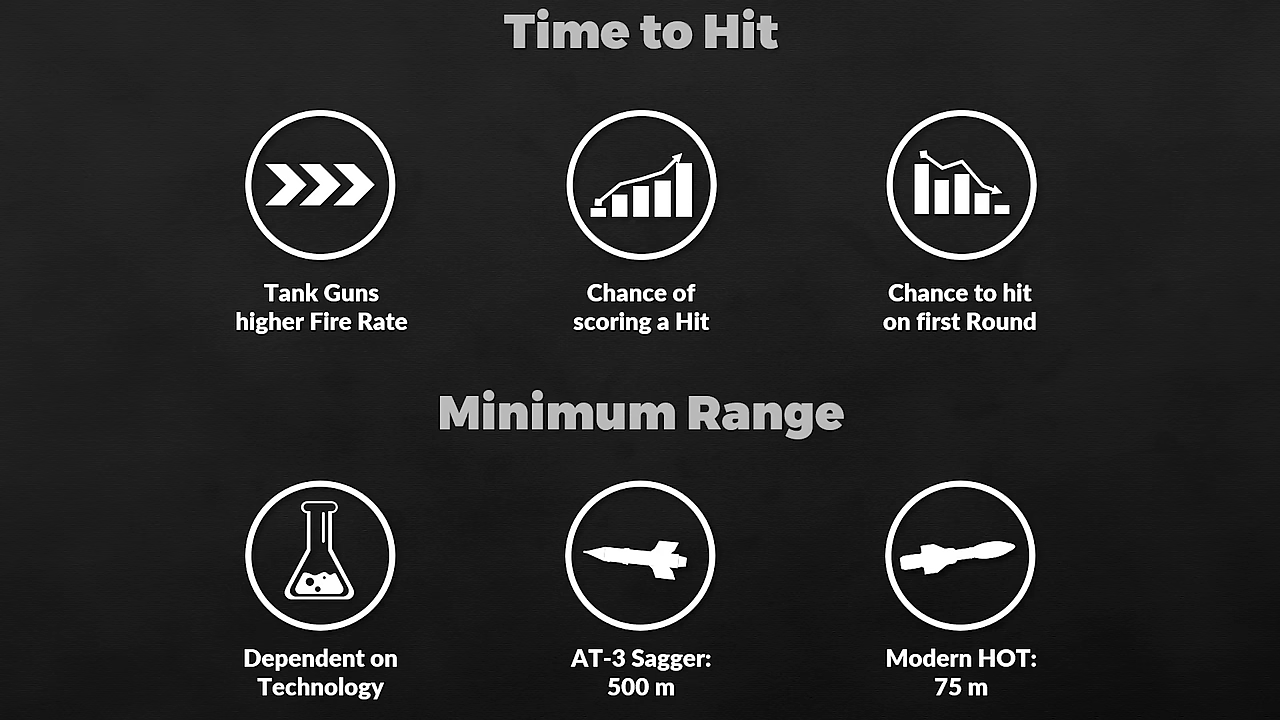 Time to Hit
Tank Guns
higher Fire Rate
Chance of
scoring a Hit
Chance to hit
on first Round
Minimum Range
Dependent on
Technology
AT-3 Sagger:
500 m
Modern HOT:
75 m